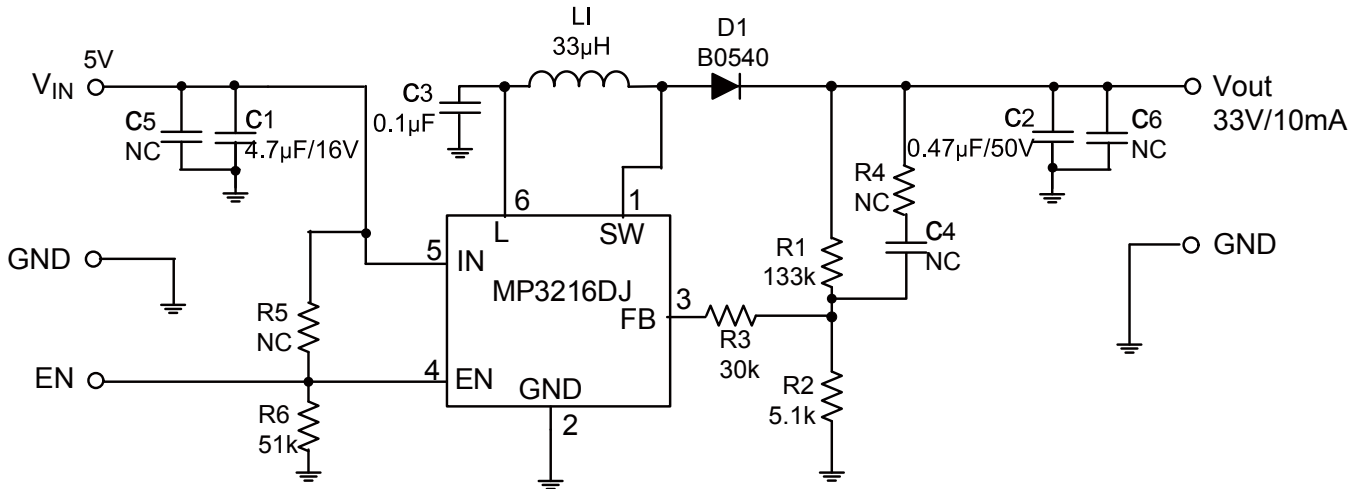 LI
33µH
D1
B0540
5V
VIN
C5
NC
C1
4.7µF/16V
C3
0.1µF
Vout
33V/10mA
C2
0.47µF/50V
C6
NC
R4
NC
C4
NC
6
1
L
SW
GND
5
IN
MP3216DJ
3
FB
R1
133k
GND
R5
NC
R3
30k
EN
4
EN
GND
2
R2
5.1k
R6
51k